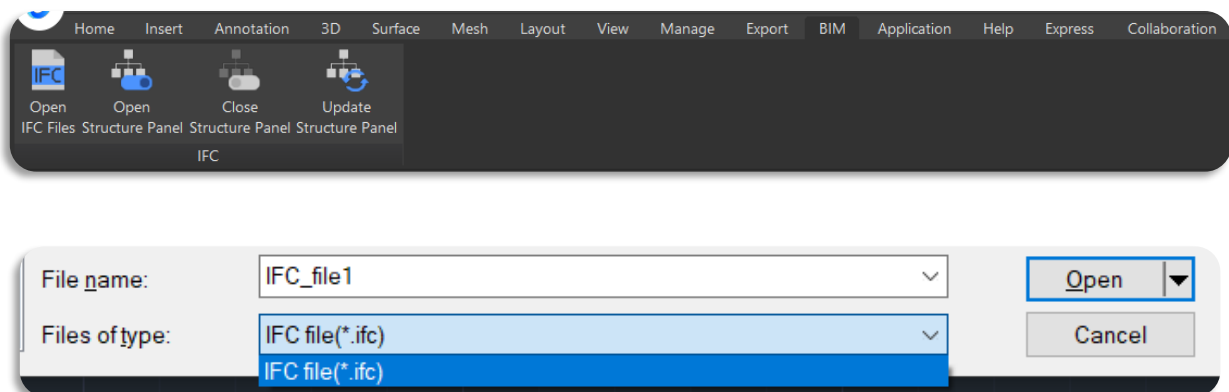 Home Insert Annotation 3D Surface Mesh Layout View Manage Export BIM Application Help Express Collaboration
IFC
Open Open Close Update
IFC Files Structure Panel Structure Panel Structure Panel
IFC
File name: IFC_file1 Open
Files of type: IFC file(*.ifc) Cancel
IFC file(*.ifc)